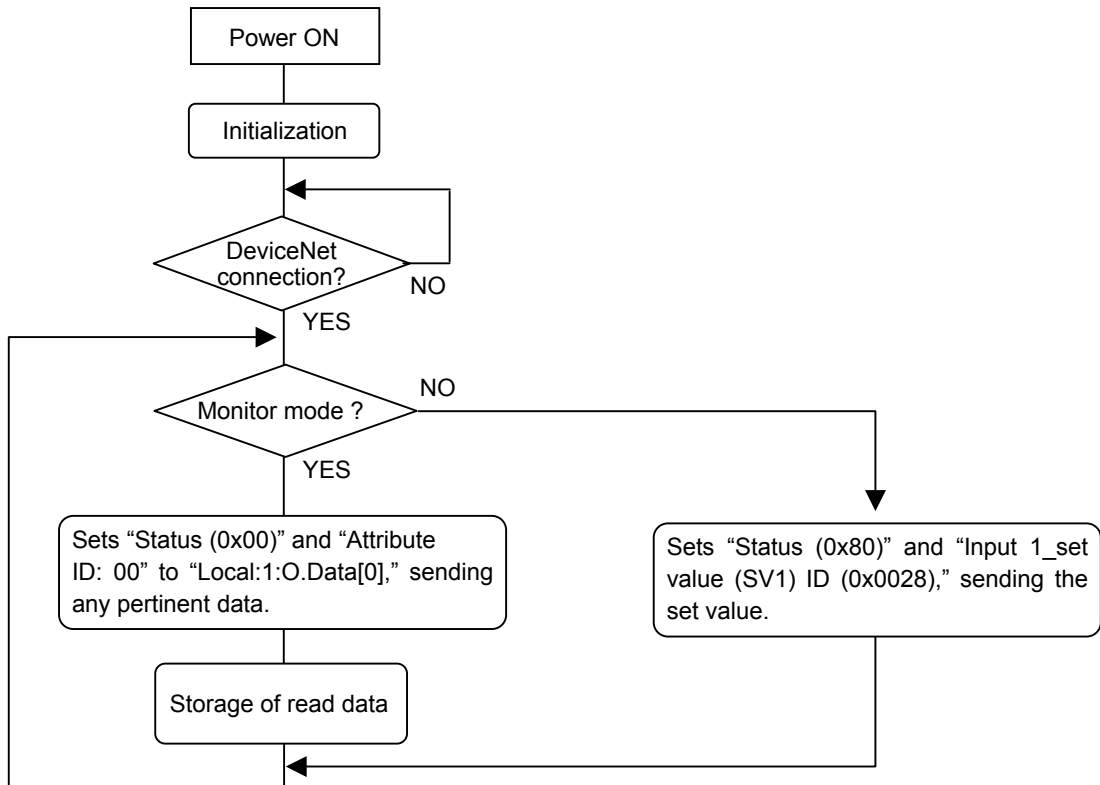 Power ON
Initialization
DeviceNet
connection?
NO
YES
NO
Monitor mode ?
YES
Sets “Status (0x00)” and “Attribute
ID: 00” to “Local:1:O.Data[0],” sending
any pertinent data.
Sets “Status (0x80)” and “Input 1_set
value (SV1) ID (0x0028),” sending the
set value.
Storage of read data